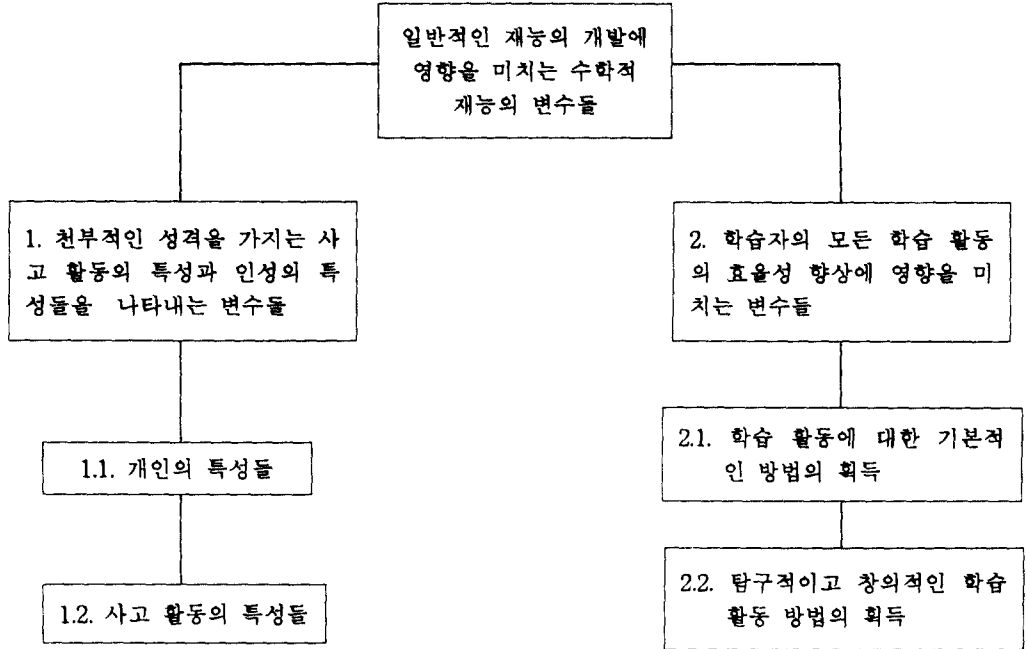 일반적인 재능의 개발에
영향을 미치는 수학적
재능의 변수들
1. 천부적인 성격을 가지는 사
고 활동의 특성과 인성의 특
성들을 나타내는 변수들
2. 학습자의 모든 학습 활동
의 효율성 향상에 영향을 미
치는 변수들
1.1. 개인의 특성들
2.1. 학습 활동에 대한 기본적
인 방법의 획득
1.2. 사고 활동의 특성들
2.2. 탐구적이고 창의적인 학습
활동 방법의 획득